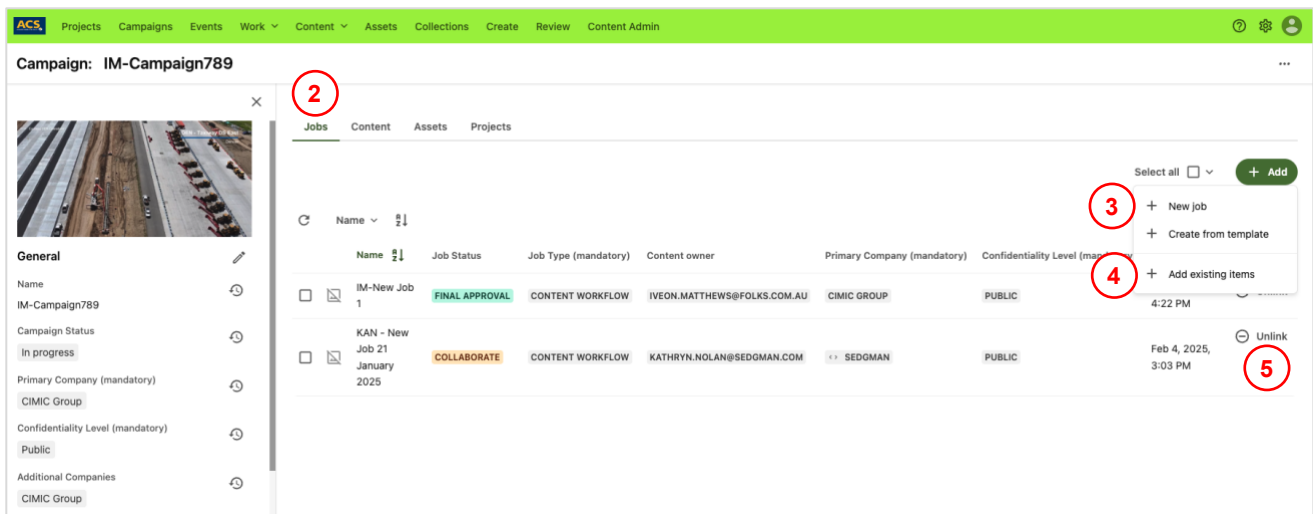 ACS Projects Campaigns Events Work Content Assets Collections Create Review Content Admin
Campaign: IM-Campaign789
2
Jobs Content Assets Projects
Select all + Add
3
+ New job
+ Create from template
4
+ Add existing items
Name
General
Name
IM-Campaign789
Campaign Status
In progress
Primary Company (mandatory)
CIMIC Group
Confidentiality Level (mandatory)
Public
Additional Companies
CIMIC Group
Name Job Status Job Type (mandatory) Content owner Primary Company (mandatory) Confidentiality Level
IM-New Job
1
FINAL APPROVAL CONTENT WORKFLOW IVEON.MATTHEWS@FOLKS.COM.AU CIMIC GROUP PUBLIC
4:22 PM
KAN - New
Job 21
January
2025
COLLABORATE CONTENT WORKFLOW KATHRYN.NOLAN@SEDGMAN.COM SEDGMAN PUBLIC
Feb 4, 2025,
3:03 PM
Unlink
5